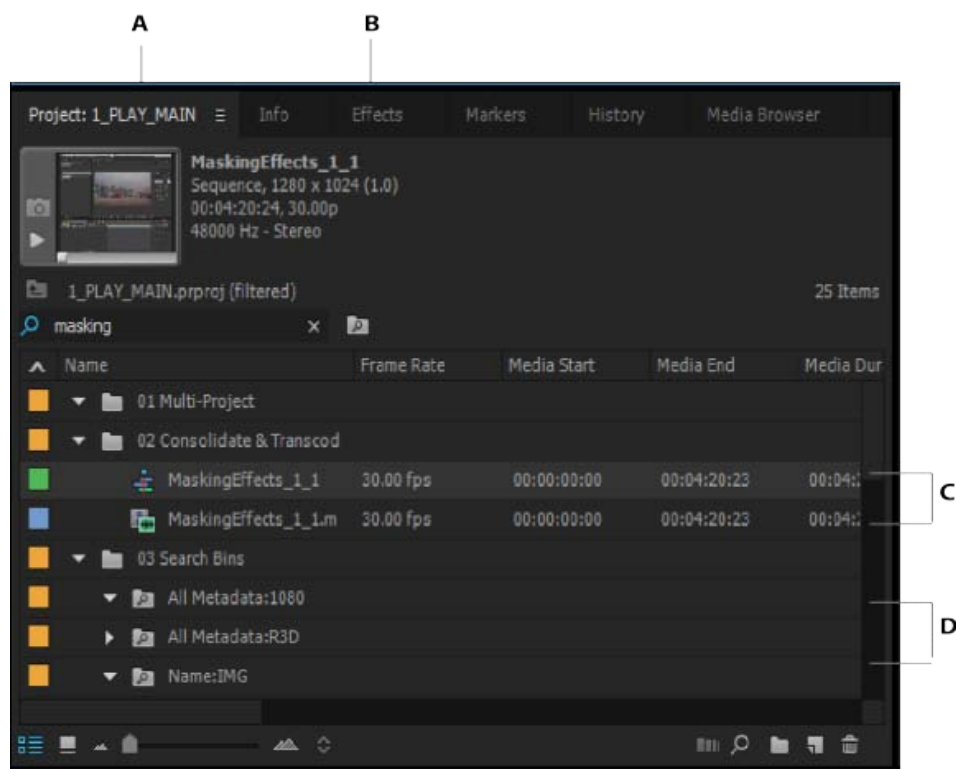 A B
Project: 1_PLAY_MAIN Info Effects Markers History Media Browser
MaskingEffects_1_1
Sequence, 1280 x 1024 (1.0)
00:04:20:24, 30.00p
48000 Hz - Stereo
1_PLAY_MAIN.prproj (filtered) 25 Items
masking x
Name Frame Rate Media Start Media End Media Dur
01 Multi-Project
02 Consolidate & Transcod
MaskingEffects_1_1 30.00 fps 00:00:00:00 00:04:20:23 00:04:
C
MaskingEffects_1_1.m 30.00 fps 00:00:00:00 00:04:20:23 00:04:
03 Search Bins
All Metadata:1080
D
All Metadata:R3D
Name:IMG